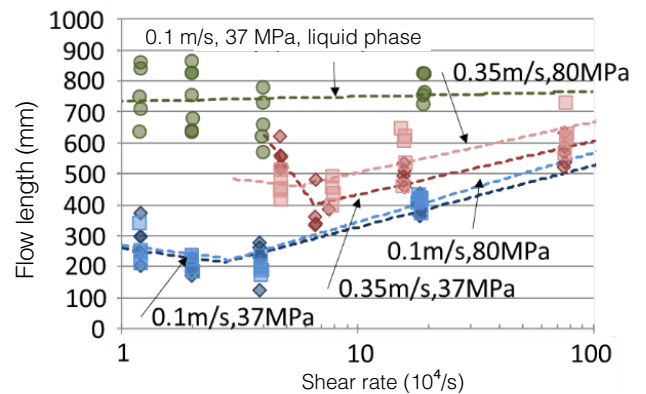 1000
900
800
700
600
500
400
300
200
100
0
Flow length (mm)
0.1 m/s, 37 MPa, liquid phase
0.35m/s,80MPa
0.1m/s,80MPa
0.35m/s,37MPa
0.1m/s,37MPa
1 10 100
Shear rate (10⁴/s)